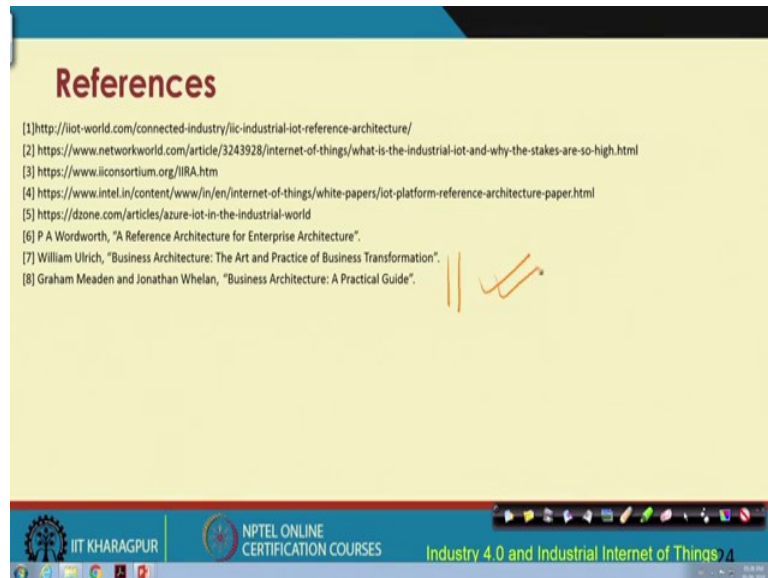 References
[1]http://iiot-world.com/connected-industry/iic-industrial-iot-reference-architecture/
[2] https://www.networkworld.com/article/3243928/internet-of-things/what-is-the-industrial-iot-and-why-the-stakes-are-so-high.html
[3] https://www.iiconsortium.org/IIRA.htm
[4] https://www.intel.in/content/www/in/en/internet-of-things/white-papers/iot-platform-reference-architecture-paper.html
[5] https://dzone.com/articles/azure-iot-in-the-industrial-world
[6] P A Wordworth, “A Reference Architecture for Enterprise Architecture”.
[7] William Ulrich, “Business Architecture: The Art and Practice of Business Transformation”.
[8] Graham Meaden and Jonathan Whelan, “Business Architecture: A Practical Guide”.
IIT KHARAGPUR
NPTEL ONLINE
CERTIFICATION COURSES
Industry 4.0 and Industrial Internet of Things
24